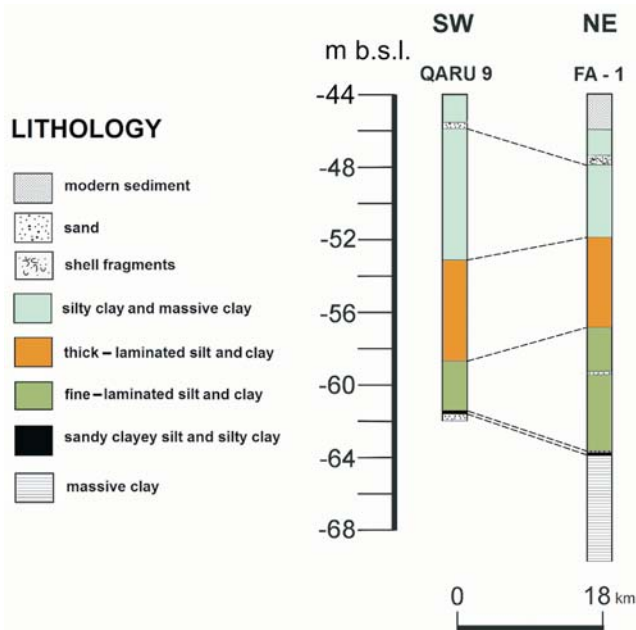 SW NE
m b.s.l.
QARU 9 FA - 1
-44
LITHOLOGY
-48
modern sediment
sand
-52
shell fragments
silty clay and massive clay
-56
thick – laminated silt and clay
-60
fine – laminated silt and clay
sandy clayey silt and silty clay
-64
massive clay
-68
0 18 km